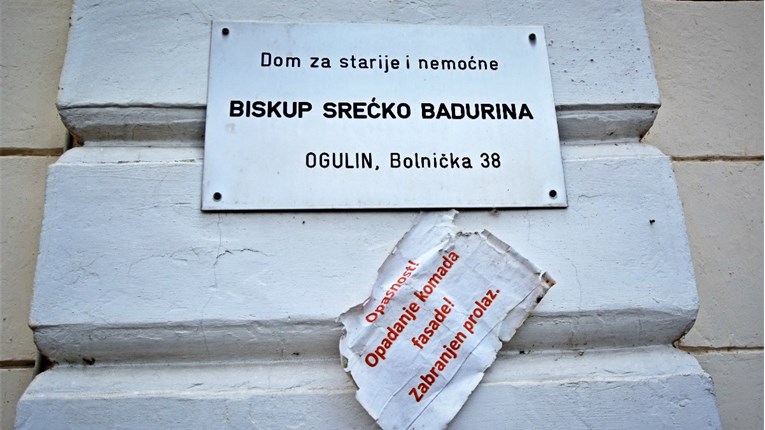 Dom za starije i nemoćne
BISKUP SREĆKO BADURINA
OGULIN, Bolnička 38
Opasnost!
Opadanje komada
fasade!
Zabranjen prolaz.